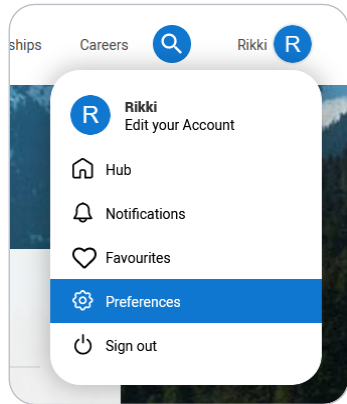 ships Careers Rikki R
R Rikki
Edit your Account
Hub
Notifications
Favourites
Preferences
Sign out